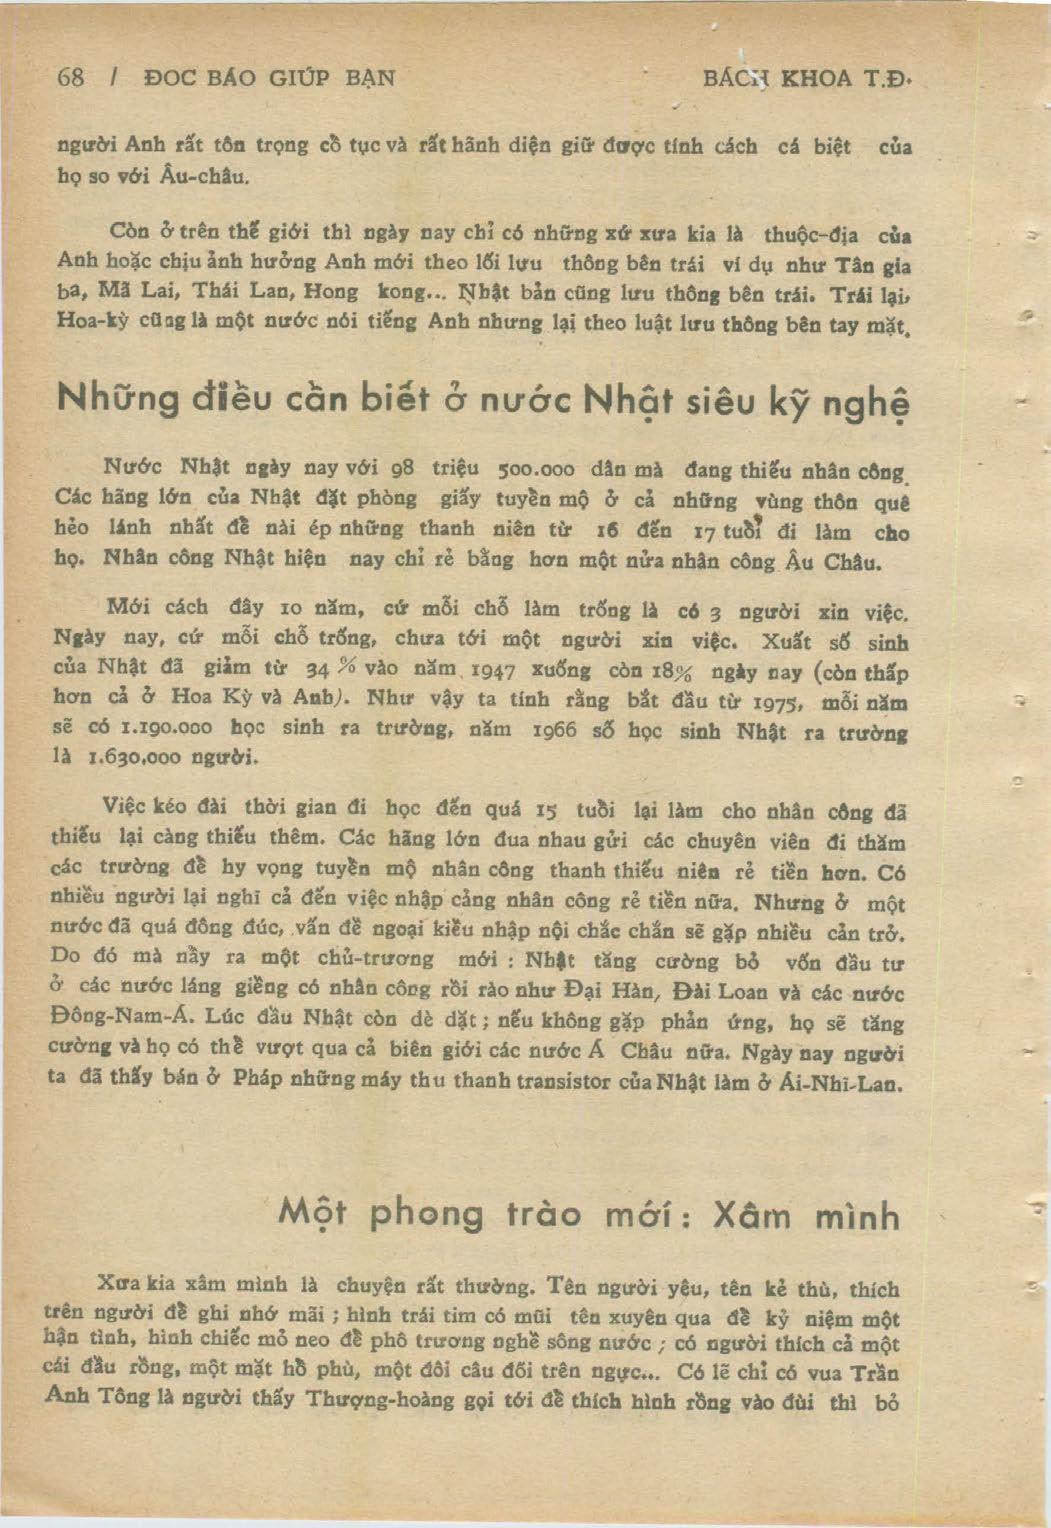 68 / ĐOC BÁO GIÚP BẠN
BÁCH KHOA T.Đ.
người Anh rất tôn trọng cổ tục và rất hãnh diện giữ được tính cách cá biệt của
họ so với Âu-châu.
Còn ở trên thế giới thì ngày nay chỉ có những xứ xưa kia là thuộc-địa của
Anh hoặc chịu ảnh hưởng Anh mới theo lối lưu thông bên trái ví dụ như Tân gia
ba, Mã Lai, Thái Lan, Hong kong... Nhật bản cũng lưu thông bên trái. Trái lại,
Hoa-kỳ cũng là một nước nói tiếng Anh nhưng lại theo luật lưu thông bên tay mặt.
Những điều cần biết ở nước Nhật siêu kỹ nghệ
Nước Nhật ngày nay với 98 triệu 500.000 dân mà đang thiếu nhân công.
Các hãng lớn của Nhật đặt phòng giấy tuyển mộ ở cả những vùng thôn quê
hẻo lánh nhất để nài ép những thanh niên từ 16 đến 17 tuổi đi làm cho
họ. Nhân công Nhật hiện nay chỉ rẻ bằng hơn một nửa nhân công Âu Châu.
Mới cách đây 10 năm, cứ mỗi chỗ làm trống là có 3 người xin việc.
Ngày nay, cứ mỗi chỗ trống, chưa tới một người xin việc. Xuất số sinh
của Nhật đã giảm từ 34% vào năm 1947 xuống còn 18% ngày nay (còn thấp
hơn cả ở Hoa Kỳ và Anh). Như vậy ta tính rằng bắt đầu từ 1975, mỗi năm
sẽ có 1.190.000 học sinh ra trường, năm 1966 số học sinh Nhật ra trường
là 1.630.000 người.
Việc kéo đài thời gian đi học đến quá 15 tuổi lại làm cho nhân công đã
thiếu lại càng thiếu thêm. Các hãng lớn đua nhau gửi các chuyên viên đi thăm
các trường để hy vọng tuyển mộ nhân công thanh thiếu niên rẻ tiền hơn. Có
nhiều người lại nghĩ cả đến việc nhập cảng nhân công rẻ tiền nữa. Nhưng ở một
nước đã quá đông đúc, vấn đề ngoại kiều nhập nội chắc chắn sẽ gặp nhiều cản trở.
Do đó mà nẩy ra một chủ-trương mới : Nhật tăng cường bỏ vốn đầu tư
ở các nước láng giềng có nhân công rồi rào như Đại Hàn, Đài Loan và các nước
Đông-Nam-Á. Lúc đầu Nhật còn dè dặt ; nếu không gặp phản ứng, họ sẽ tăng
cường và họ có thể vượt qua cả biên giới các nước Á Châu nữa. Ngày nay người
ta đã thấy bán ở Pháp những máy thu thanh transistor của Nhật làm ở Ái-Nhĩ-Lan.
Một phong trào mới : Xâm mình
Xưa kia xâm mình là chuyện rất thường. Tên người yêu, tên kẻ thù, thích
trên người để ghi nhớ mãi ; hình trái tim có mũi tên xuyên qua để kỷ niệm một
hận tình, hình chiếc mỏ neo để phô trương nghề sông nước ; có người thích cả một
cái đầu rồng, một mặt hổ phù, một đôi câu đối trên ngực... Có lẽ chỉ có vua Trần
Anh Tông là người thấy Thượng-hoàng gọi tới để thích hình rồng vào đùi thì bỏ